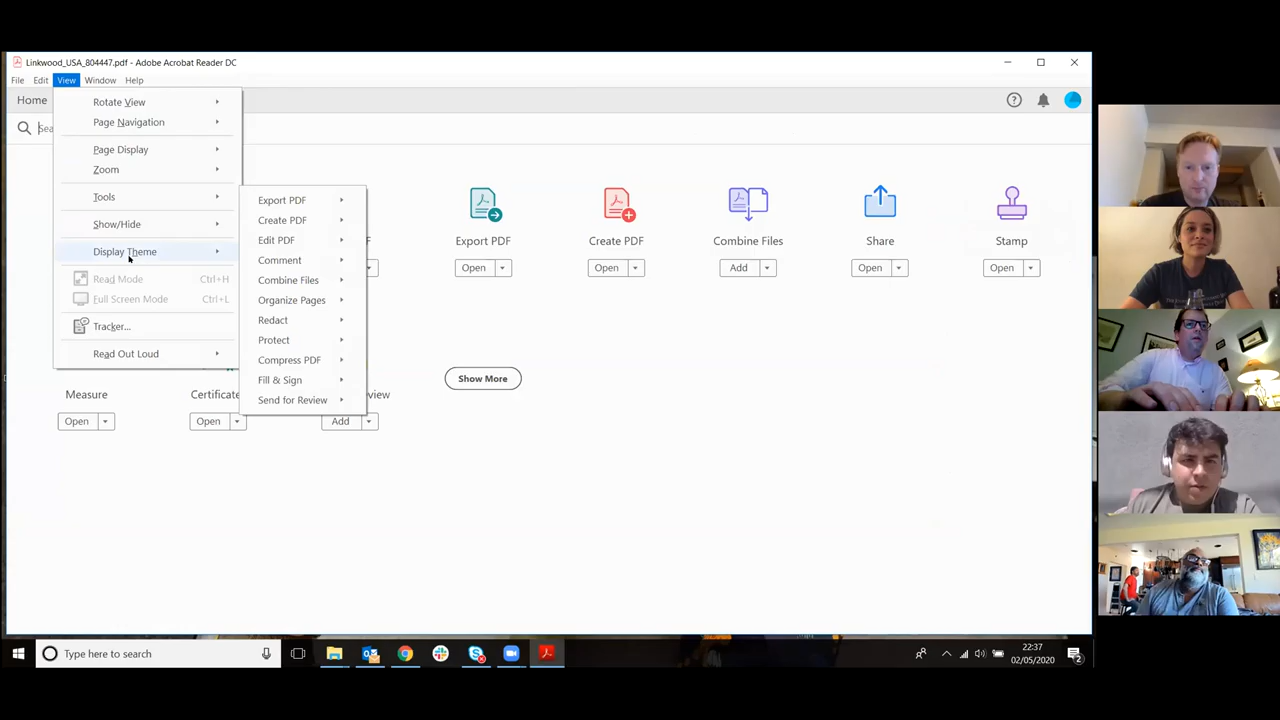 Linkwood_USA_804447.pdf - Adobe Acrobat Reader DC
File Edit View Window Help
Home
Sea
Rotate View
Page Navigation
Page Display
Zoom
Tools
Show/Hide
Display Theme
Read Mode Ctrl+H
Full Screen Mode Ctrl+L
Tracker...
Read Out Loud
Export PDF
Create PDF
Edit PDF
Comment
Combine Files
Organize Pages
Redact
Protect
Compress PDF
Fill & Sign
Send for Review
Export PDF Create PDF Combine Files Share Stamp
Open Open Add Open Open
Show More
Measure Certificate
Open Open Add
Type here to search
22:37
02/05/2020
2